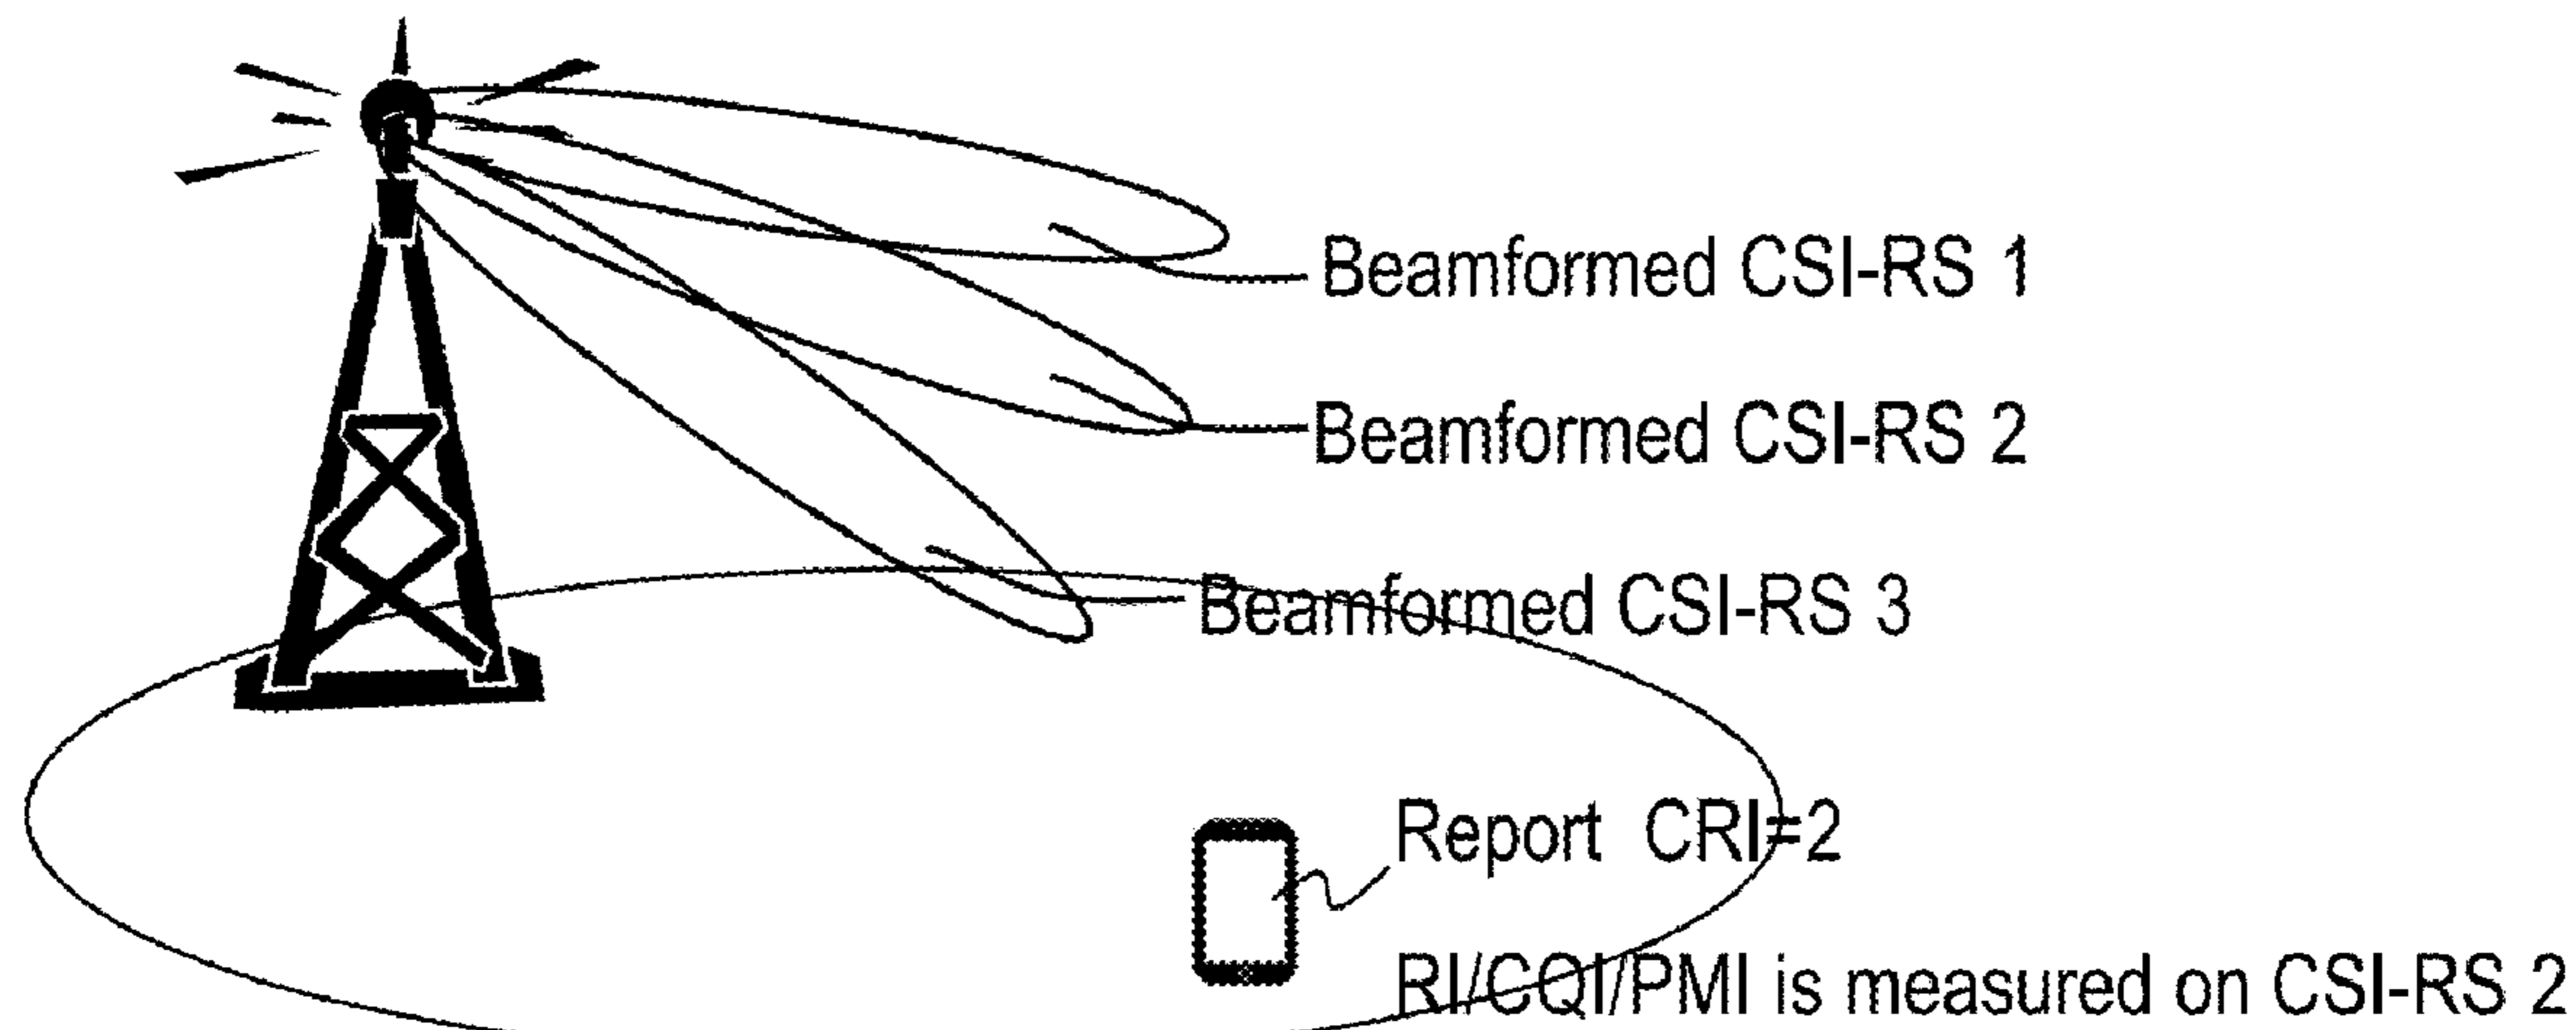 Beamformed CSI-RS 1
Beamformed CSI-RS 2
Beamformed CSI-RS 3
Report CRI=2
RI/CQI/PMI is measured on CSI-RS 2